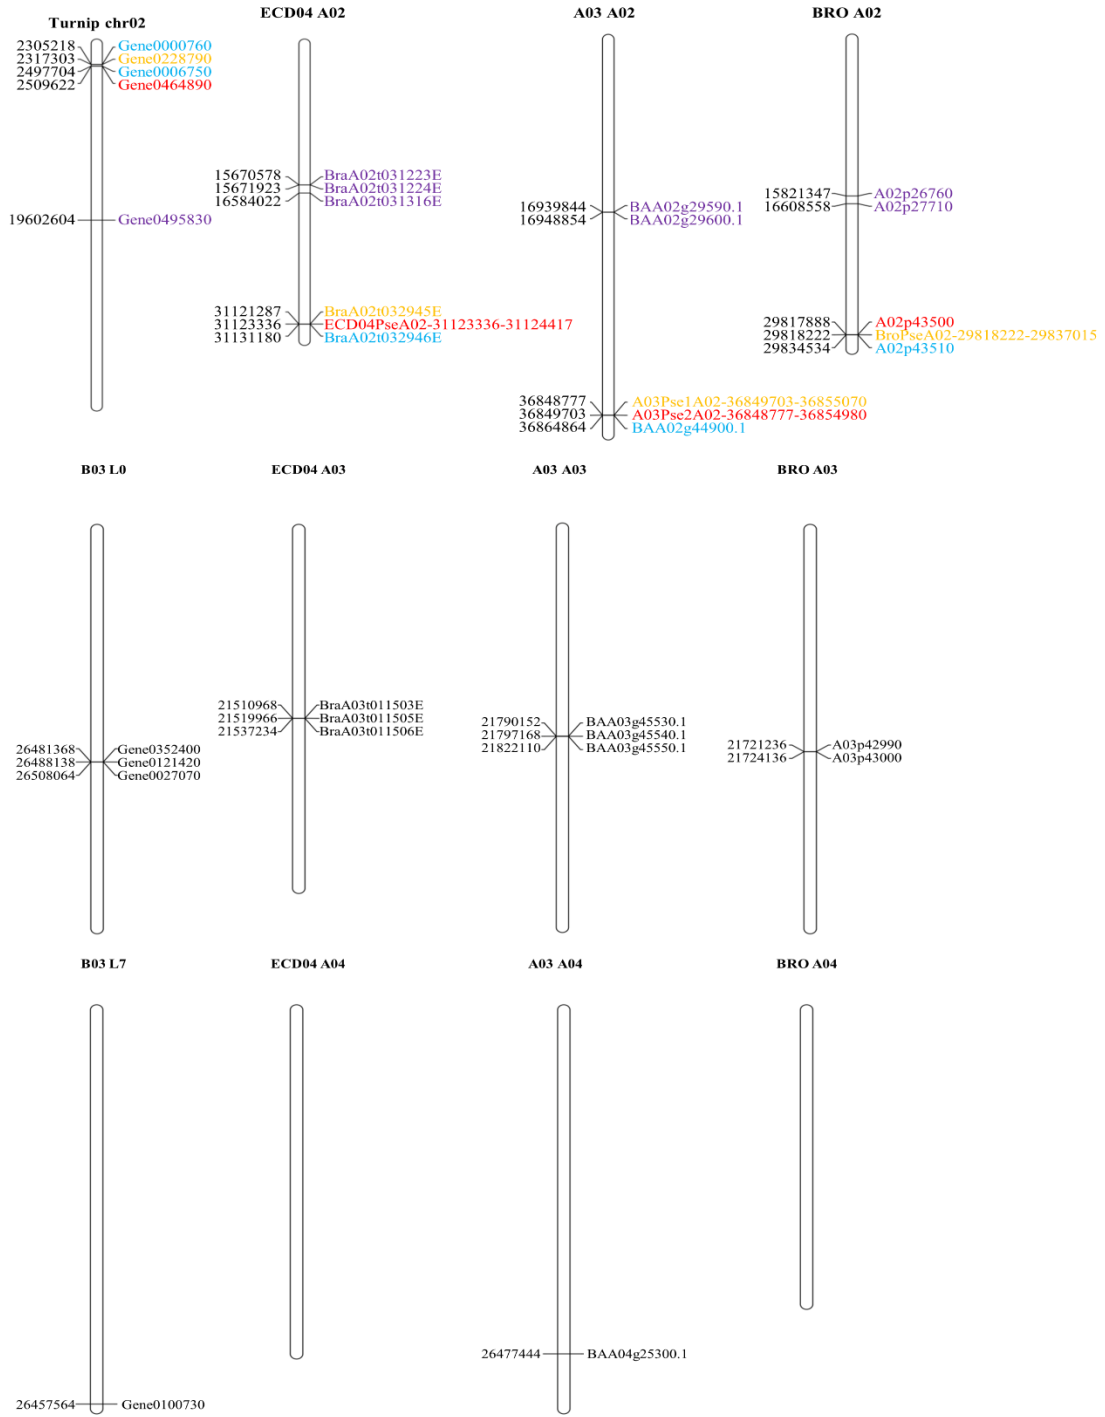 Turnip chr02
2305218 Gene0000760
2317303 Gene0228790
2497704 Gene0006750
2509622 Gene0464890
19602604 Gene0495830
ECD04 A02
15670578 BraA02t031223E
15671923 BraA02t031224E
16584022 BraA02t031316E
31121287 BraA02t032945E
31123336 ECD04PseA02-31123336-31124417
31131180 BraA02t032946E
A03 A02
16939844 BAA02g29590.1
16948854 BAA02g29600.1
36848777 A03Pse1A02-36849703-36855070
36849703 A03Pse2A02-36848777-36854980
36864864 BAA02g44900.1
BRO A02
15821347 A02p26760
16608558 A02p27710
29817888 A02p43500
29818222 BroPseA02-29818222-29837015
29834534 A02p43510
B03 L0
26481368 Gene0352400
26488138 Gene0121420
26508064 Gene0027070
ECD04 A03
21510968 BraA03t011503E
21519966 BraA03t011505E
21537234 BraA03t011506E
A03 A03
21790152 BAA03g45530.1
21797168 BAA03g45540.1
21822110 BAA03g45550.1
BRO A03
21721236 A03p42990
21724136 A03p43000
B03 L7
26457564 Gene0100730
ECD04 A04
A03 A04
26477444 BAA04g25300.1
BRO A04